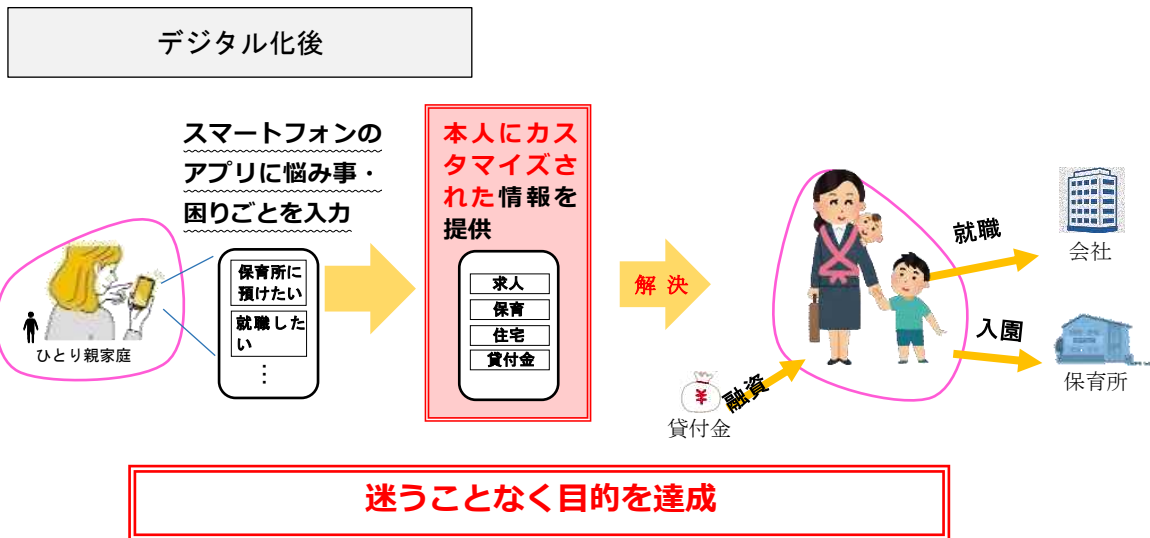 デジタル化後
スマートフォンの
アプリに悩み事・
困りごとを入力
ひとり親家庭
保育所に
預けたい
就職した
い
⋮
本人にカス
タマイズさ
れた情報を
提供
求人
保育
住宅
貸付金
解決
就職
会社
入園
保育所
¥
融資
貸付金
迷うことなく目的を達成